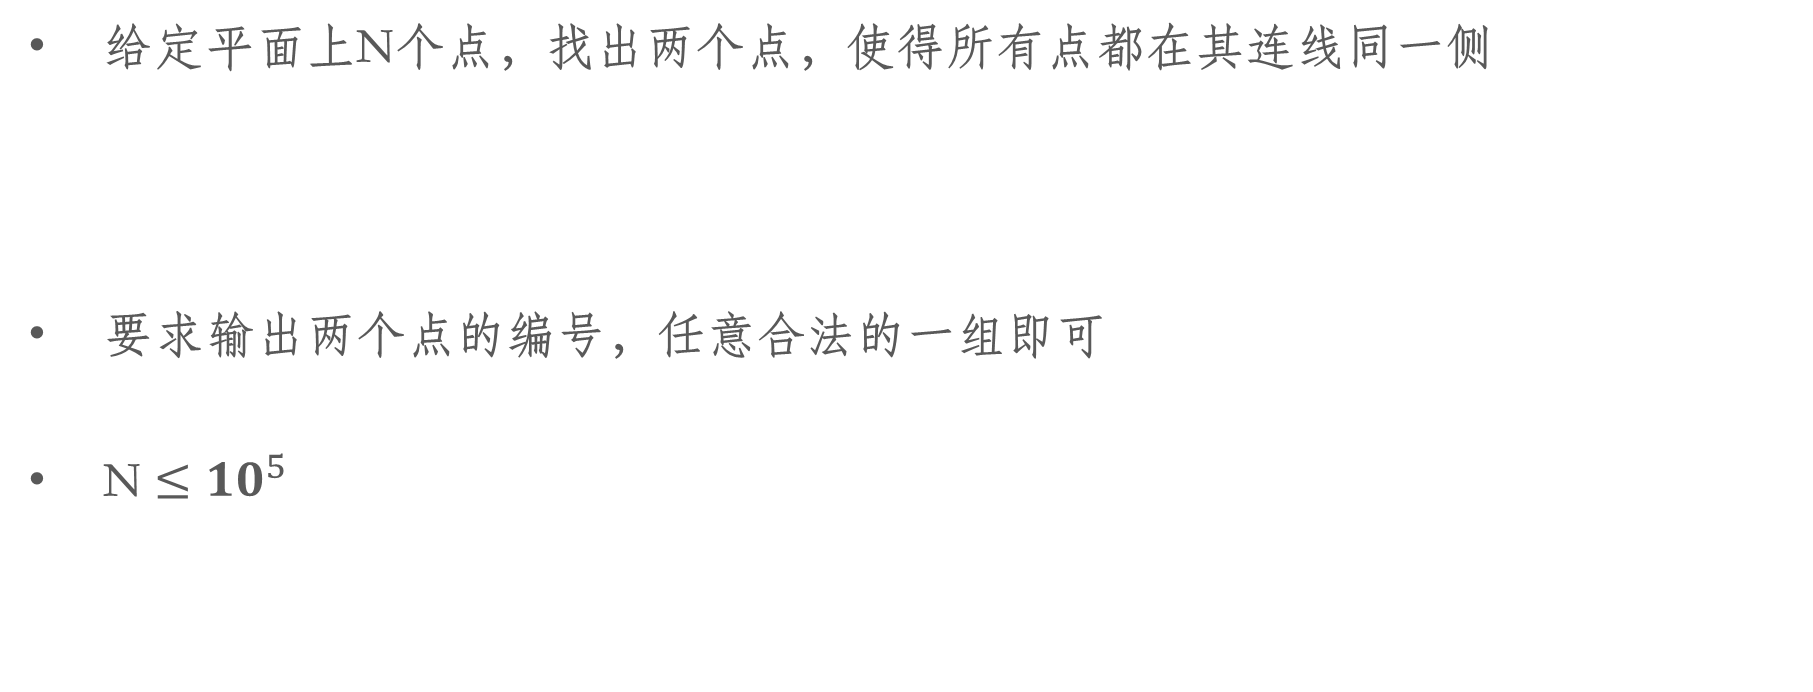 • 给定平面上N个点，找出两个点，使得所有点都在其连线同一侧
• 要求输出两个点的编号，任意合法的一组即可
• N ≤ 10⁵